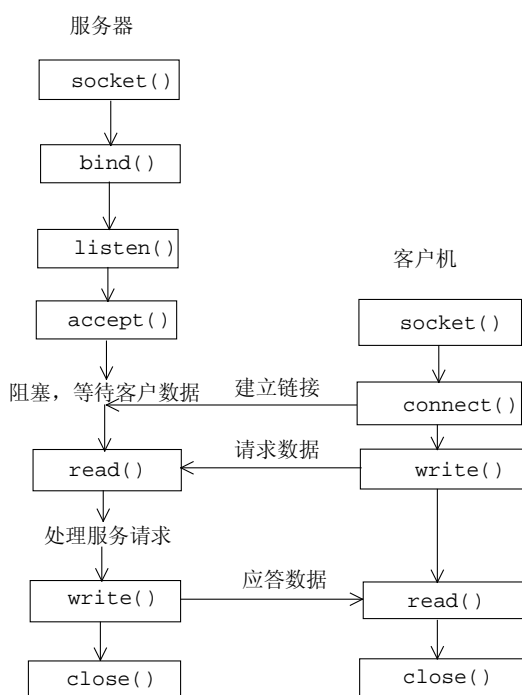 服务器
socket()
bind()
listen()
客户机
accept()
socket()
阻塞，等待客户数据
建立链接
connect()
read()
请求数据
write()
处理服务请求
write()
应答数据
read()
close()
close()